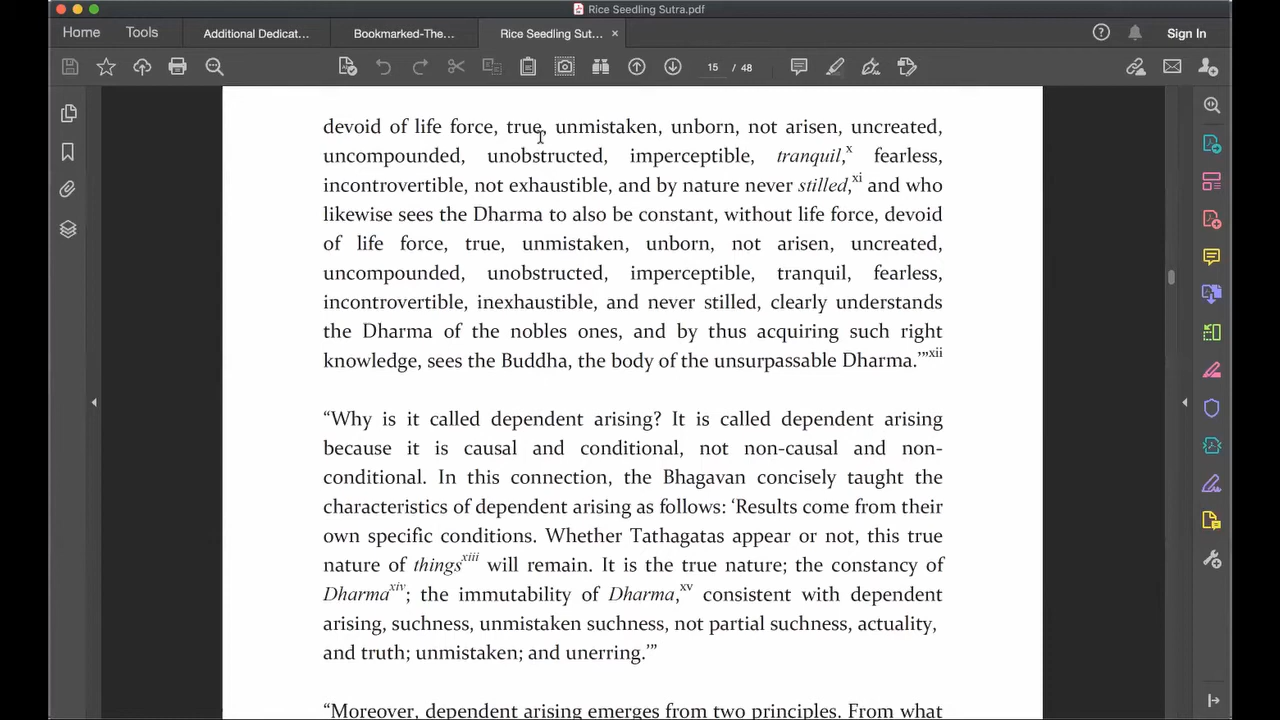 Rice Seedling Sutra.pdf
Home Tools Additional Dedicat... Bookmarked-The... Rice Seedling Sut... × Sign In
15 / 48
devoid of life force, true, unmistaken, unborn, not arisen, uncreated,
uncompounded, unobstructed, imperceptible, tranquil,x fearless,
incontrovertible, not exhaustible, and by nature never stilled,xi and who
likewise sees the Dharma to also be constant, without life force, devoid
of life force, true, unmistaken, unborn, not arisen, uncreated,
uncompounded, unobstructed, imperceptible, tranquil, fearless,
incontrovertible, inexhaustible, and never stilled, clearly understands
the Dharma of the nobles ones, and by thus acquiring such right
knowledge, sees the Buddha, the body of the unsurpassable Dharma.’”xii
“Why is it called dependent arising? It is called dependent arising
because it is causal and conditional, not non-causal and non-
conditional. In this connection, the Bhagavan concisely taught the
characteristics of dependent arising as follows: ‘Results come from their
own specific conditions. Whether Tathagatas appear or not, this true
nature of thingsxiii will remain. It is the true nature; the constancy of
Dharmaxiv; the immutability of Dharma,xv consistent with dependent
arising, suchness, unmistaken suchness, not partial suchness, actuality,
and truth; unmistaken; and unerring.’”
“Moreover, dependent arising emerges from two principles. From what